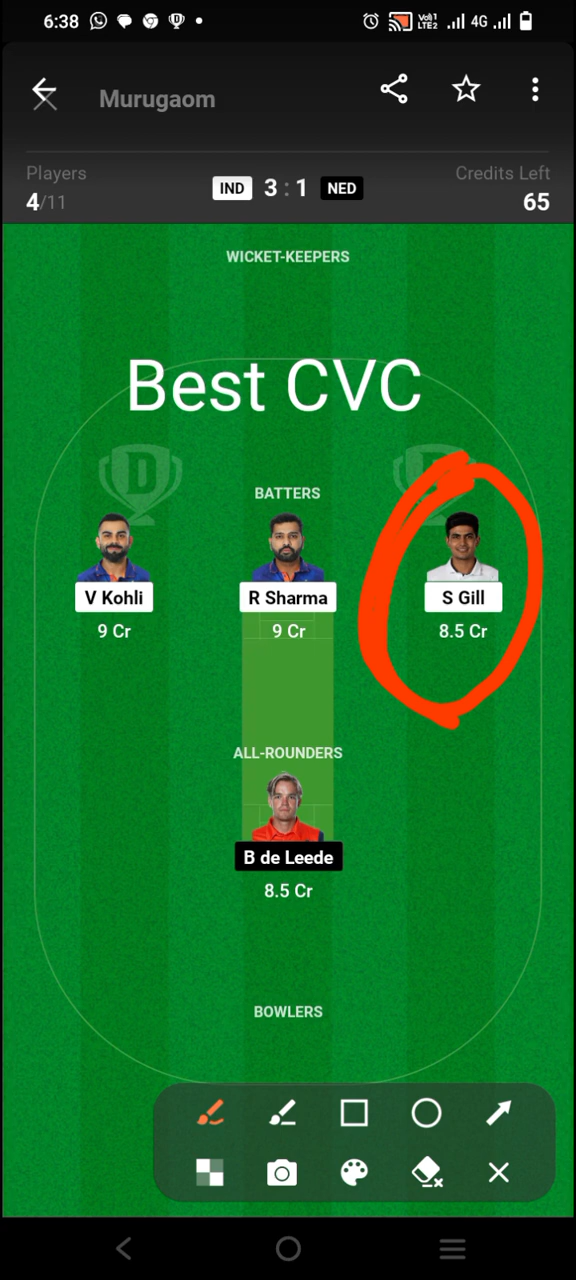 6:38
Vo)) 1
LTE2
4G
Murugaom
Players
4/11
IND 3 : 1 NED
Credits Left
65
WICKET-KEEPERS
Best CVC
BATTERS
V Kohli
9 Cr
R Sharma
9 Cr
S Gill
8.5 Cr
ALL-ROUNDERS
B de Leede
8.5 Cr
BOWLERS